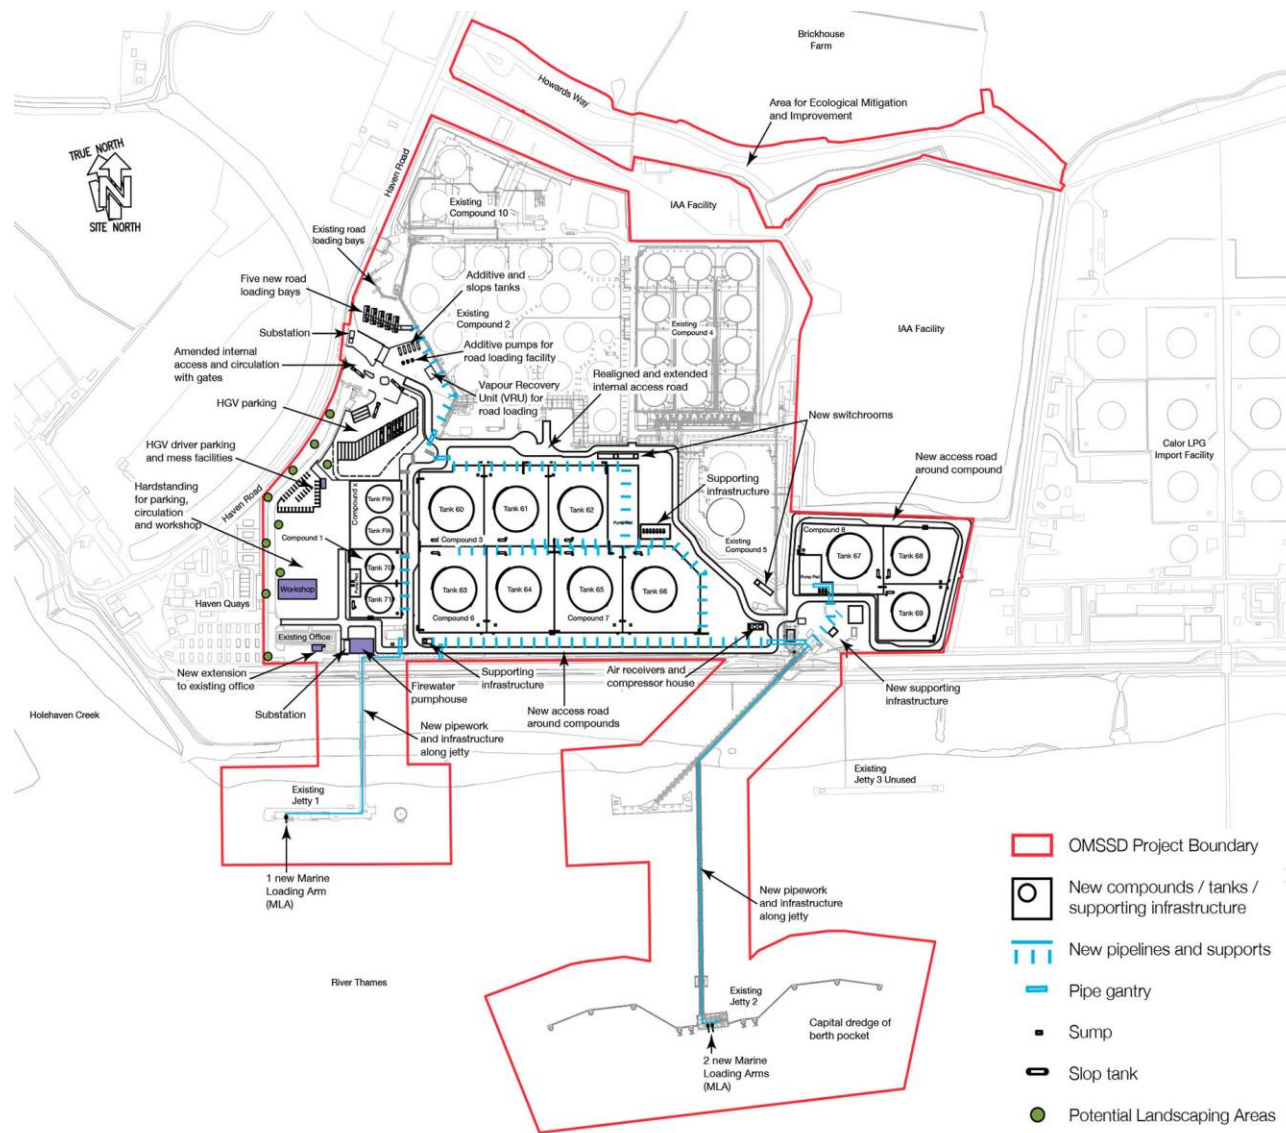 Brickhouse
Farm
Howards Way
Area for Ecological Mitigation
and Improvement
TRUE NORTH
N
SITE NORTH
Haven Road
Existing
Compound 10
IAA Facility
Existing road
loading bays
Five new road
loading bays
Additive and
slops tanks
Existing
Compound 2
Existing
Compound 4
IAA Facility
Substation
Additive pumps for
road loading facility
Amended internal
access and circulation
with gates
Realigned and extended
internal access road
Vapour Recovery
Unit (VRU) for
road loading
HGV parking
New switchrooms
HGV driver parking
and mess facilities
Calor LPG
Import Facility
New access road
around compound
Hardstanding
for parking,
circulation
and workshop
Haven Road
Supporting
infrastructure
Compound X
Tank FW
Tank FW
Tank 60
Tank 61
Tank 62
Pump Pad
Compound 3
Compound 1
Existing
Compound 5
Compound 8
Tank 67
Tank 68
Pump Pad
Tank 69
Tank 70
Tank 71
Pump Pad
Tank 63
Tank 64
Tank 65
Tank 66
Compound 6
Compound 7
Workshop
Haven Quays
Existing Office
New extension
to existing office
Substation
Firewater
pumphouse
Supporting
infrastructure
New access road
around compounds
Air receivers and
compressor house
New supporting
infrastructure
Holehaven Creek
New pipework
and infrastructure
along jetty
Existing
Jetty 1
Existing
Jetty 3 Unused
1 new Marine
Loading Arm
(MLA)
New pipework
and infrastructure
along jetty
River Thames
Existing
Jetty 2
Capital dredge of
berth pocket
2 new Marine
Loading Arms
(MLA)
OMSSD Project Boundary
New compounds / tanks /
supporting infrastructure
New pipelines and supports
Pipe gantry
Sump
Slop tank
Potential Landscaping Areas